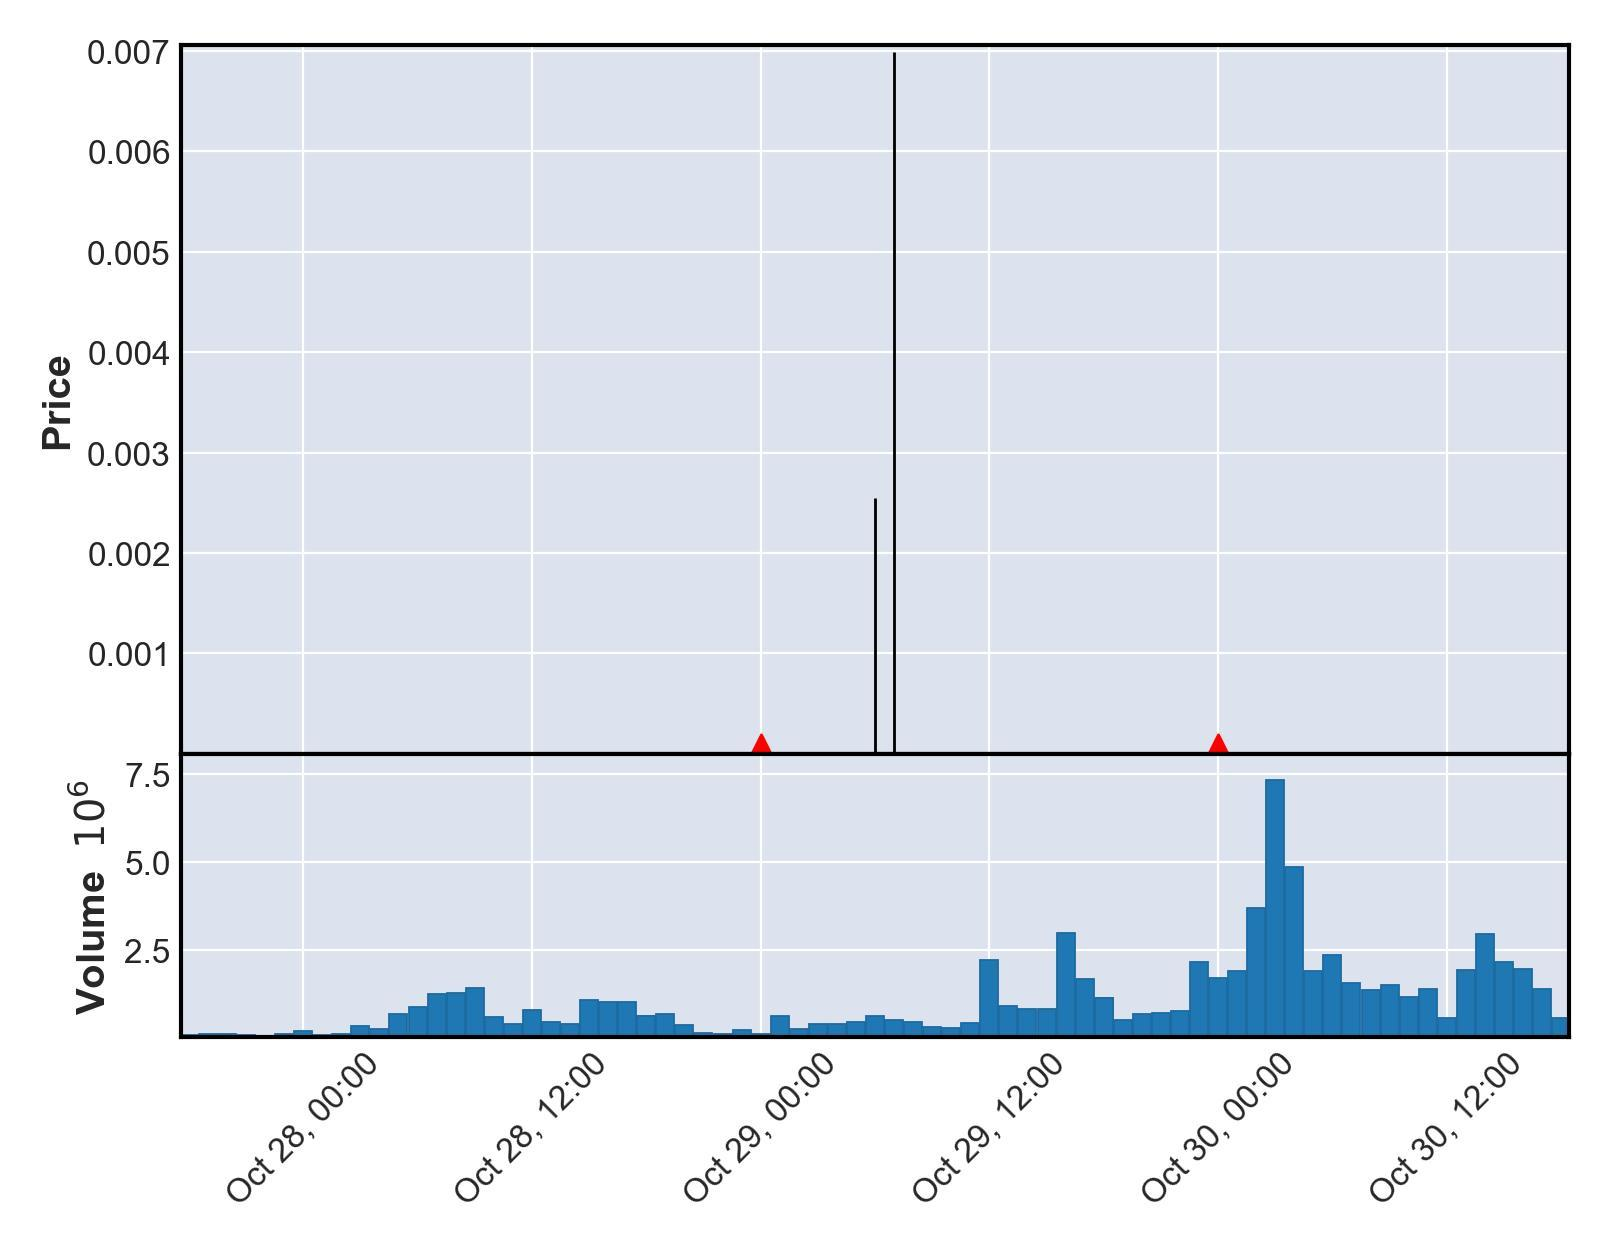 0.007
0.006
0.005
0.004
0.003
0.002
0.001
Price
7.5
5.0
2.5
Volume 10⁶
Oct 28, 00:00
Oct 28, 12:00
Oct 29, 00:00
Oct 29, 12:00
Oct 30, 00:00
Oct 30, 12:00